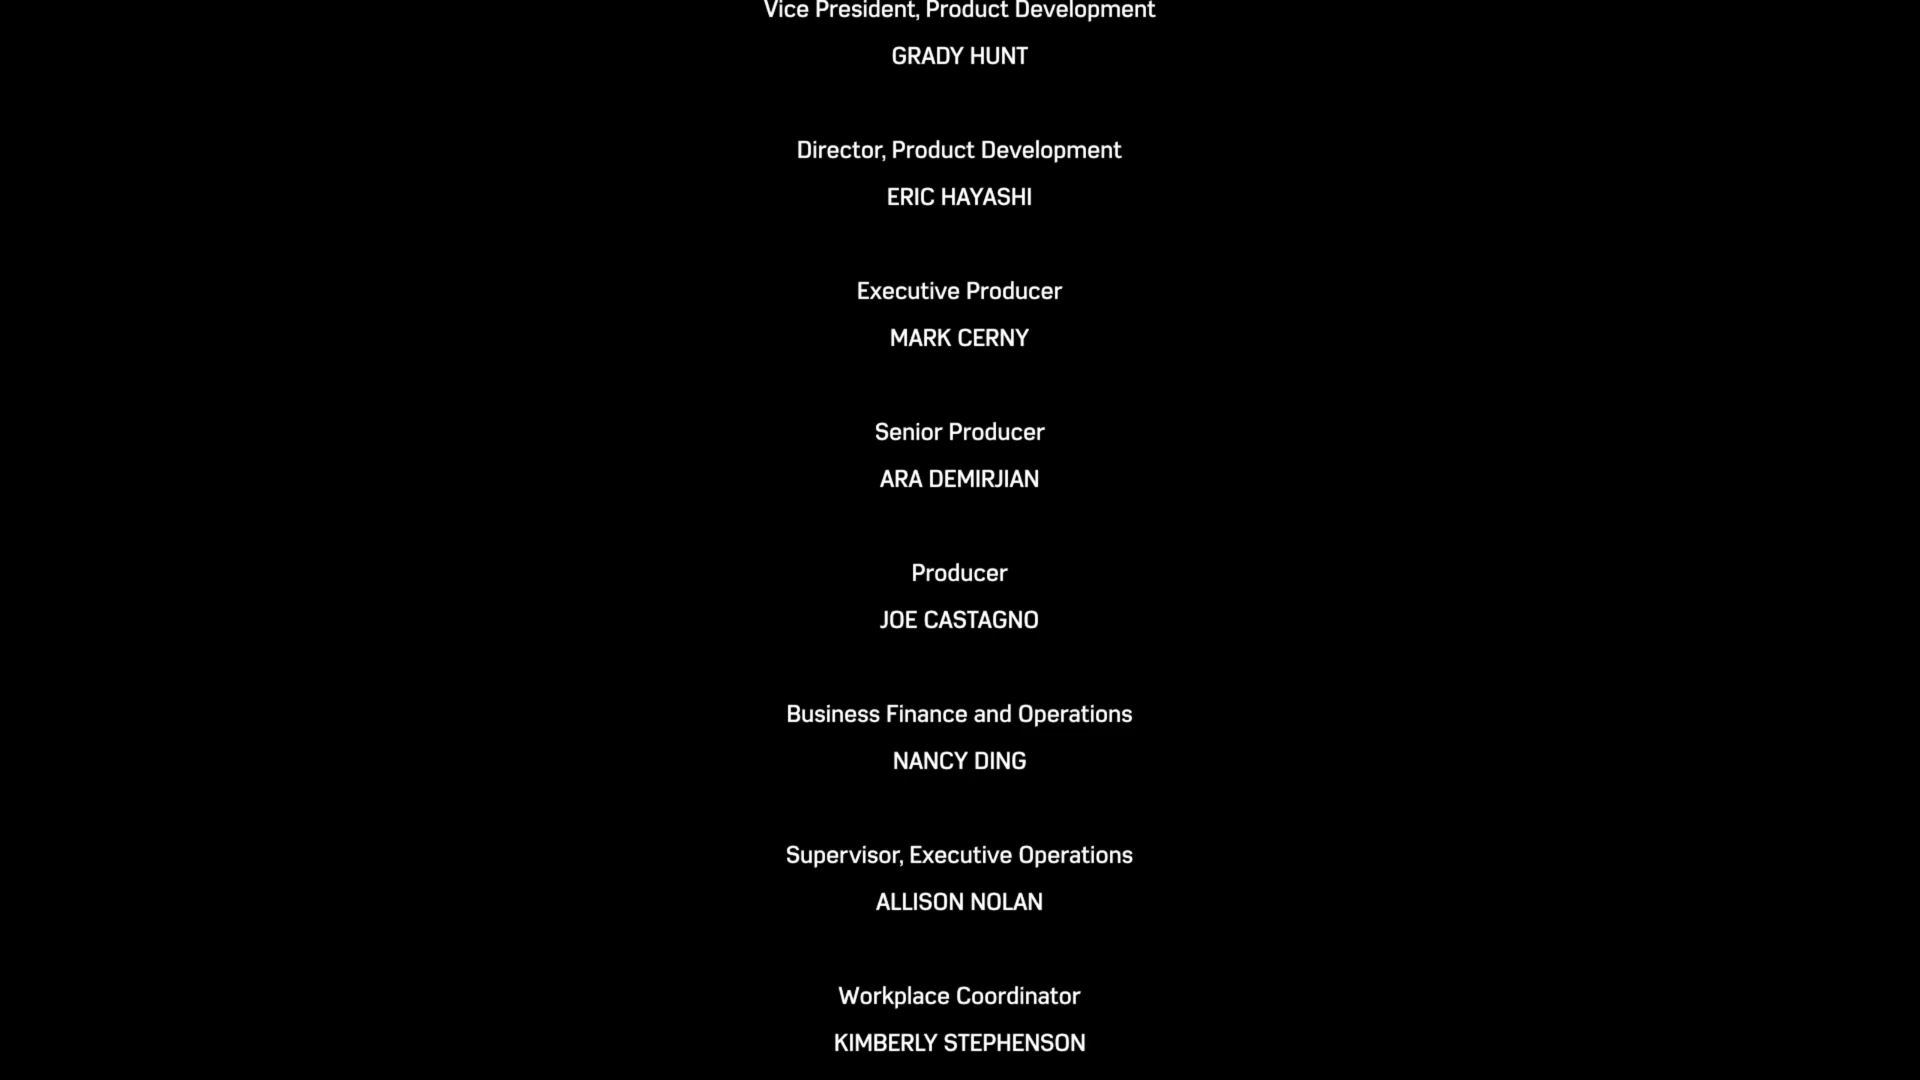 Vice President, Product Development
GRADY HUNT
Director, Product Development
ERIC HAYASHI
Executive Producer
MARK CERNY
Senior Producer
ARA DEMIRJIAN
Producer
JOE CASTAGNO
Business Finance and Operations
NANCY DING
Supervisor, Executive Operations
ALLISON NOLAN
Workplace Coordinator
KIMBERLY STEPHENSON